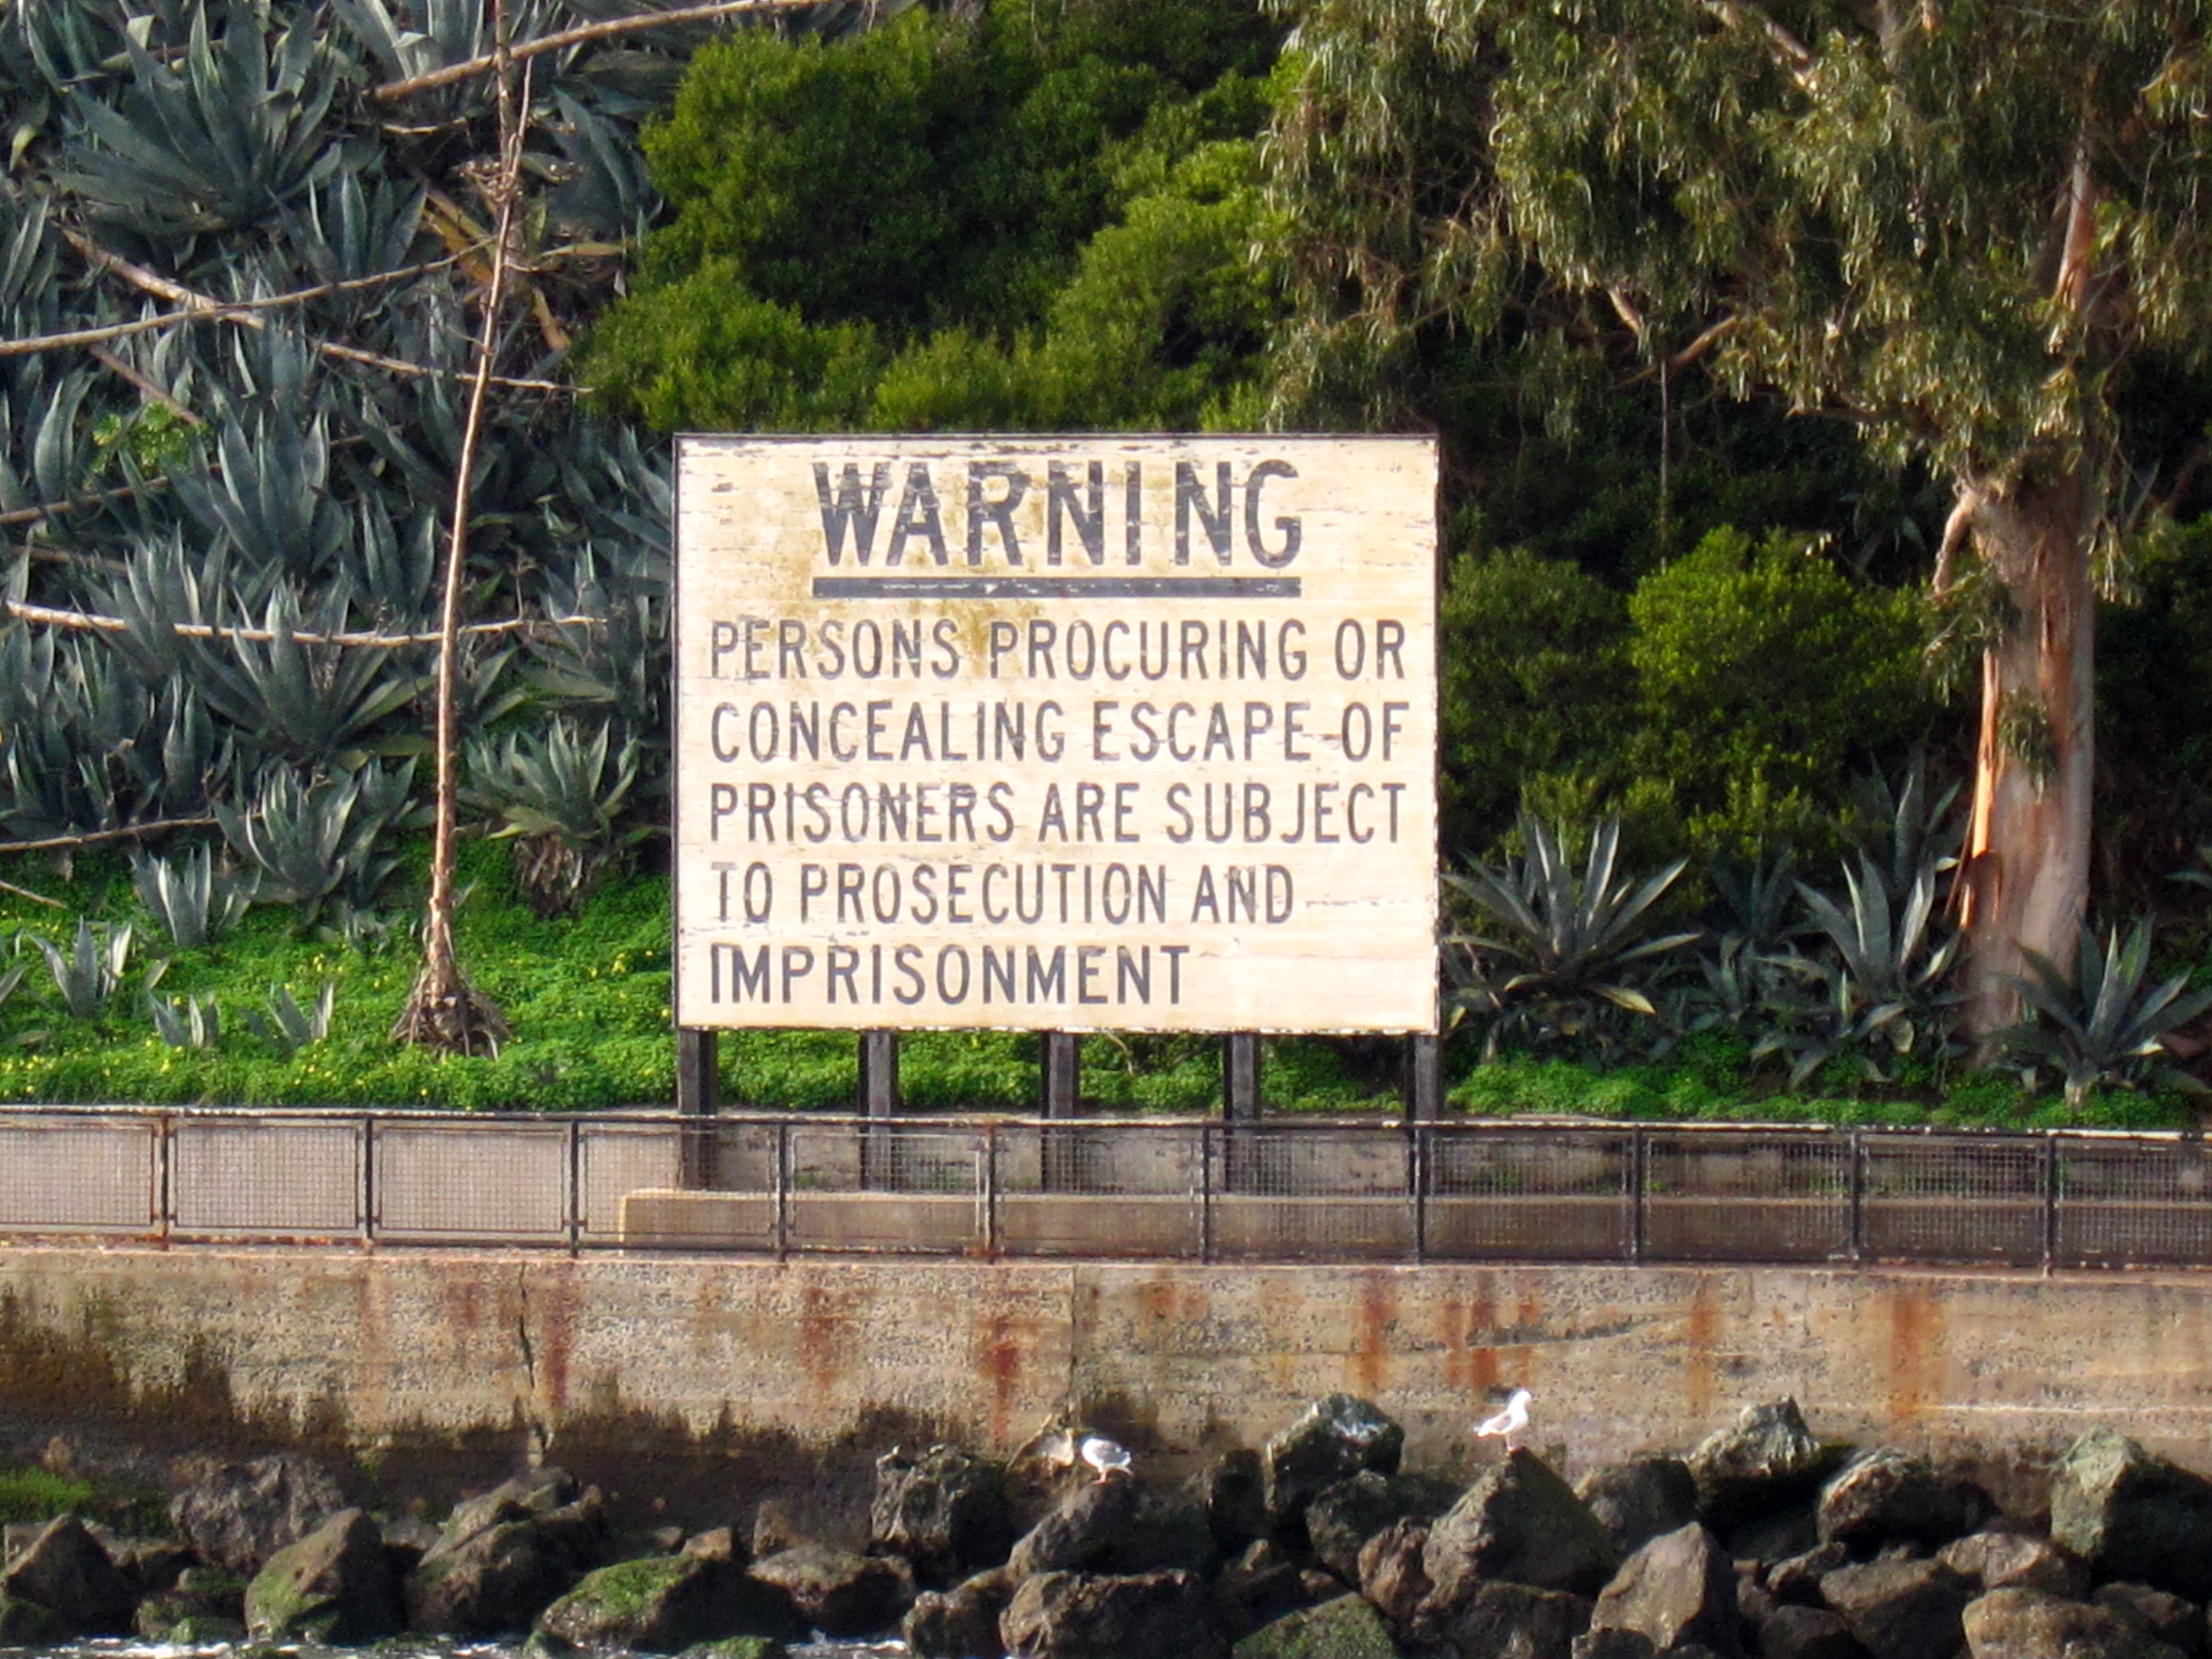 WARNING
PERSONS PROCURING OR
CONCEALING ESCAPE OF
PRISONERS ARE SUBJECT
TO PROSECUTION AND
IMPRISONMENT